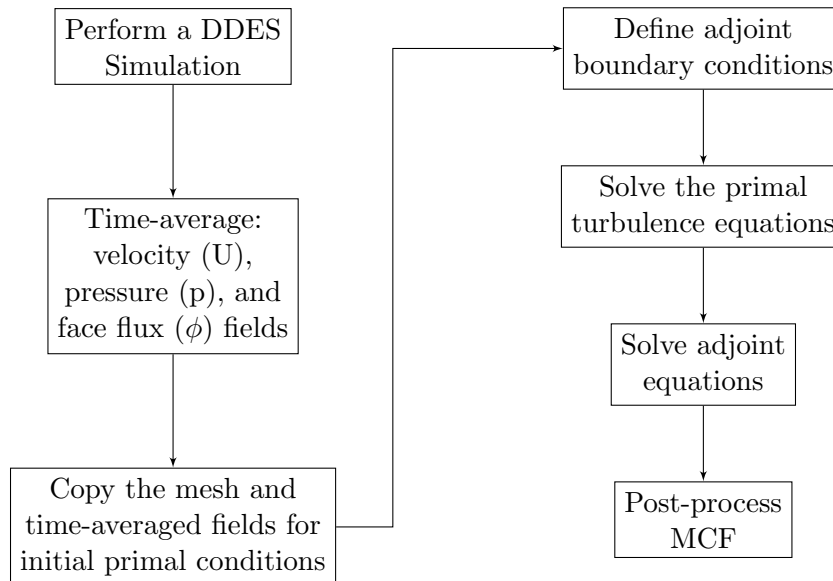 Perform a DDES
Simulation
Time-average:
velocity (U),
pressure (p), and
face flux (ϕ) fields
Copy the mesh and
time-averaged fields for
initial primal conditions
Define adjoint
boundary conditions
Solve the primal
turbulence equations
Solve adjoint
equations
Post-process
MCF